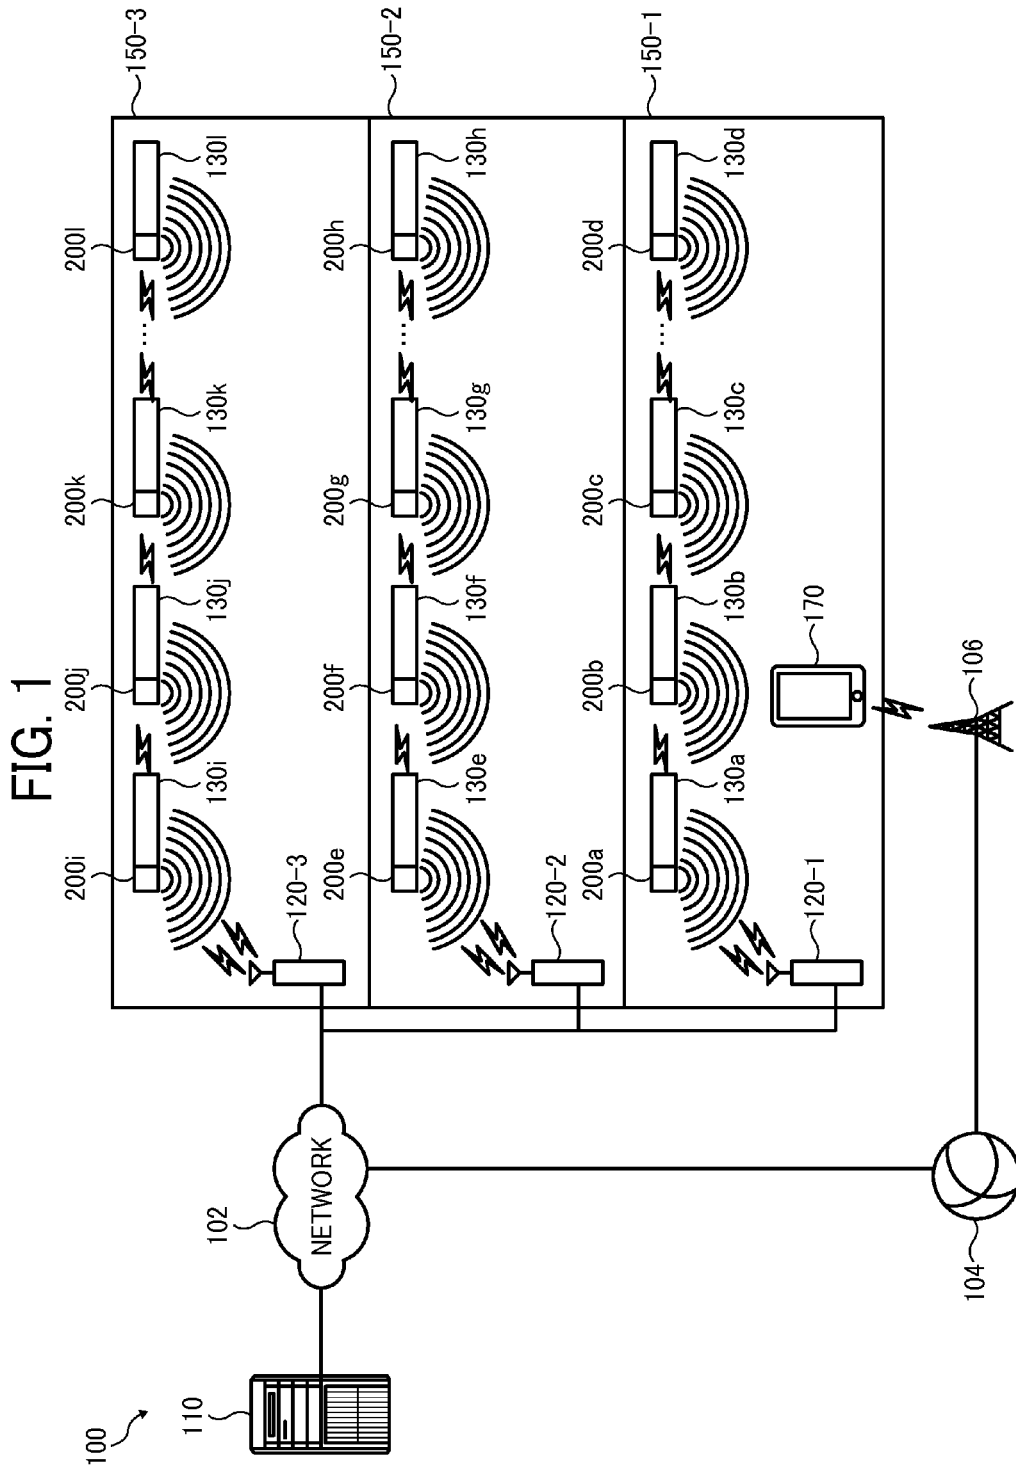 FIG. 1
100
110
102
NETWORK
104
106
170
150-3
200i
130i
200j
130j
200k
130k
200l
130l
120-3
150-2
200e
130e
200f
130f
200g
130g
200h
130h
120-2
150-1
200a
130a
200b
130b
200c
130c
200d
130d
120-1
...
...
...